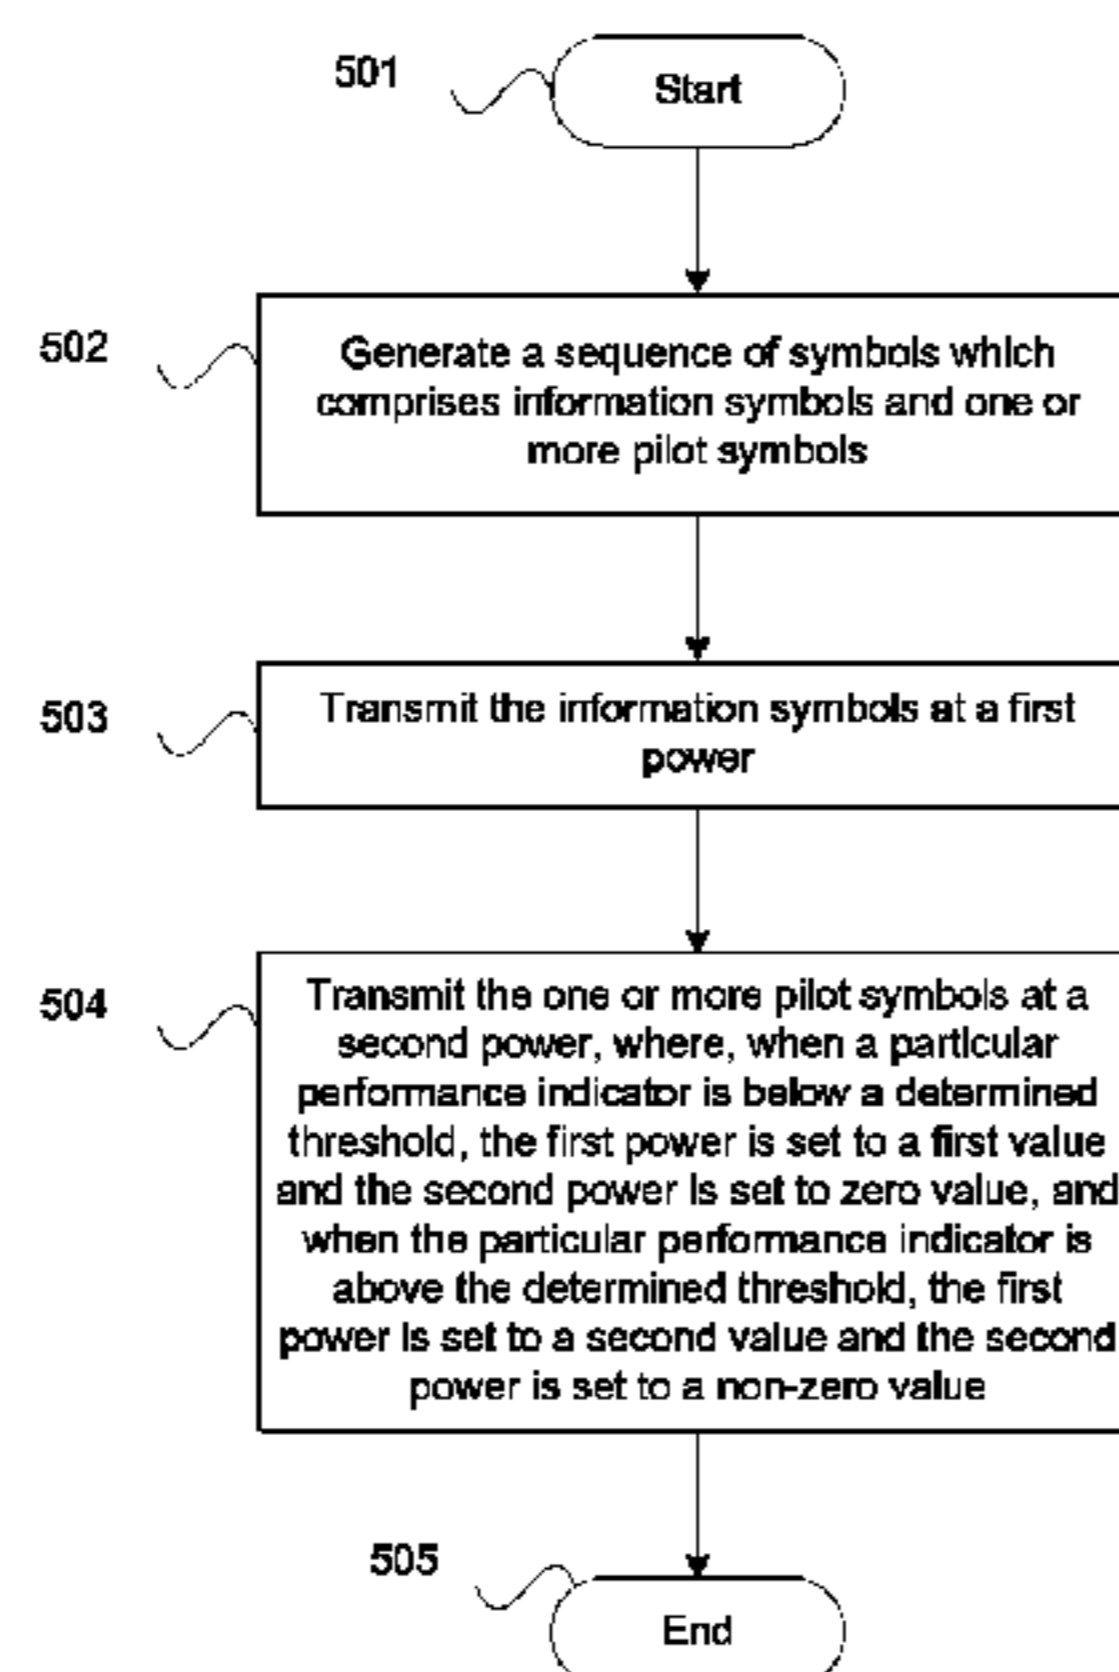 501
Start
502
Generate a sequence of symbols which
comprises information symbols and one or
more pilot symbols
503
Transmit the information symbols at a first
power
504
Transmit the one or more pilot symbols at a
second power, where, when a particular
performance indicator is below a determined
threshold, the first power is set to a first value
and the second power is set to zero value, and
when the particular performance indicator is
above the determined threshold, the first
power is set to a second value and the second
power is set to a non-zero value
505
End